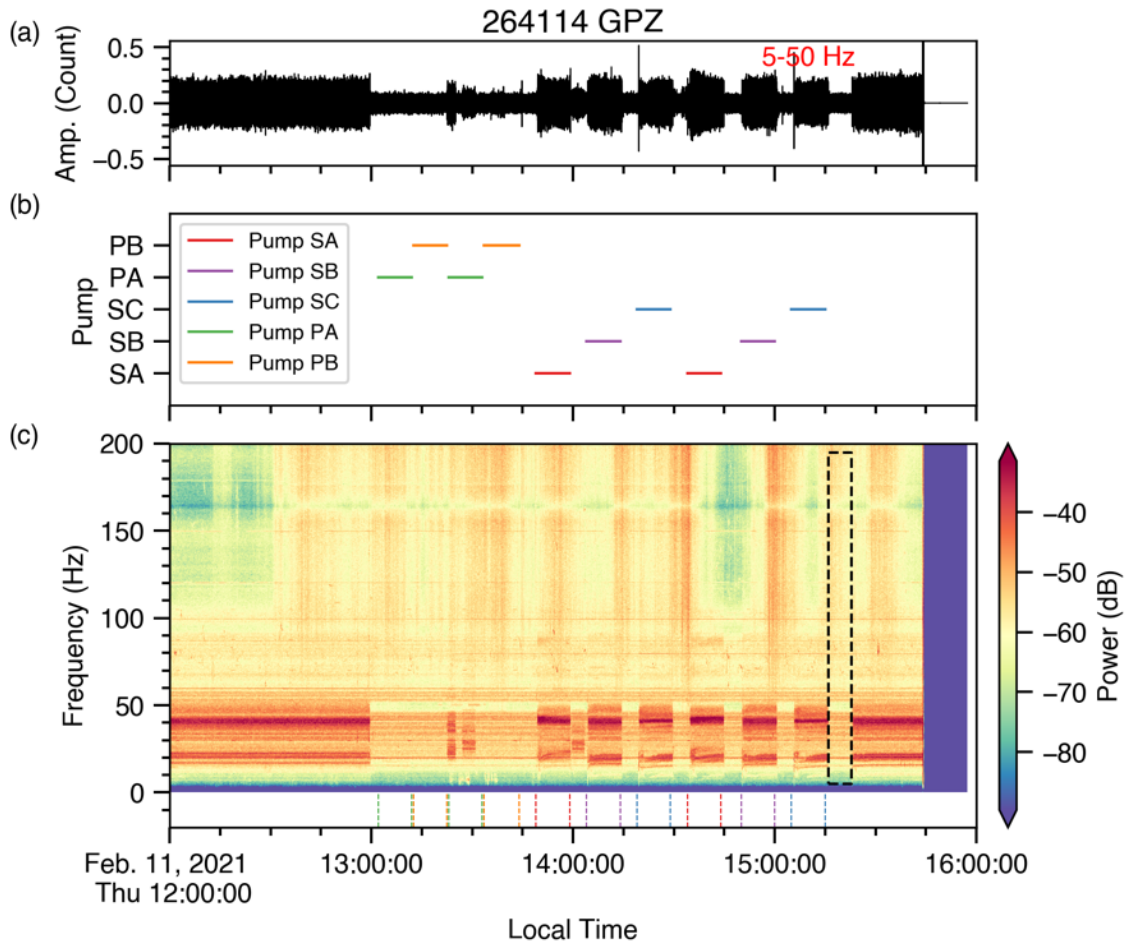 264114 GPZ
(a)
5-50 Hz
0.5
0.0
−0.5
Amp. (Count)
(b)
PB
PA
SC
SB
SA
Pump
Pump SA
Pump SB
Pump SC
Pump PA
Pump PB
(c)
200
150
100
50
0
Frequency (Hz)
−40
−50
−60
−70
−80
Power (dB)
Feb. 11, 2021
Thu 12:00:00
13:00:00
14:00:00
15:00:00
16:00:00
Local Time